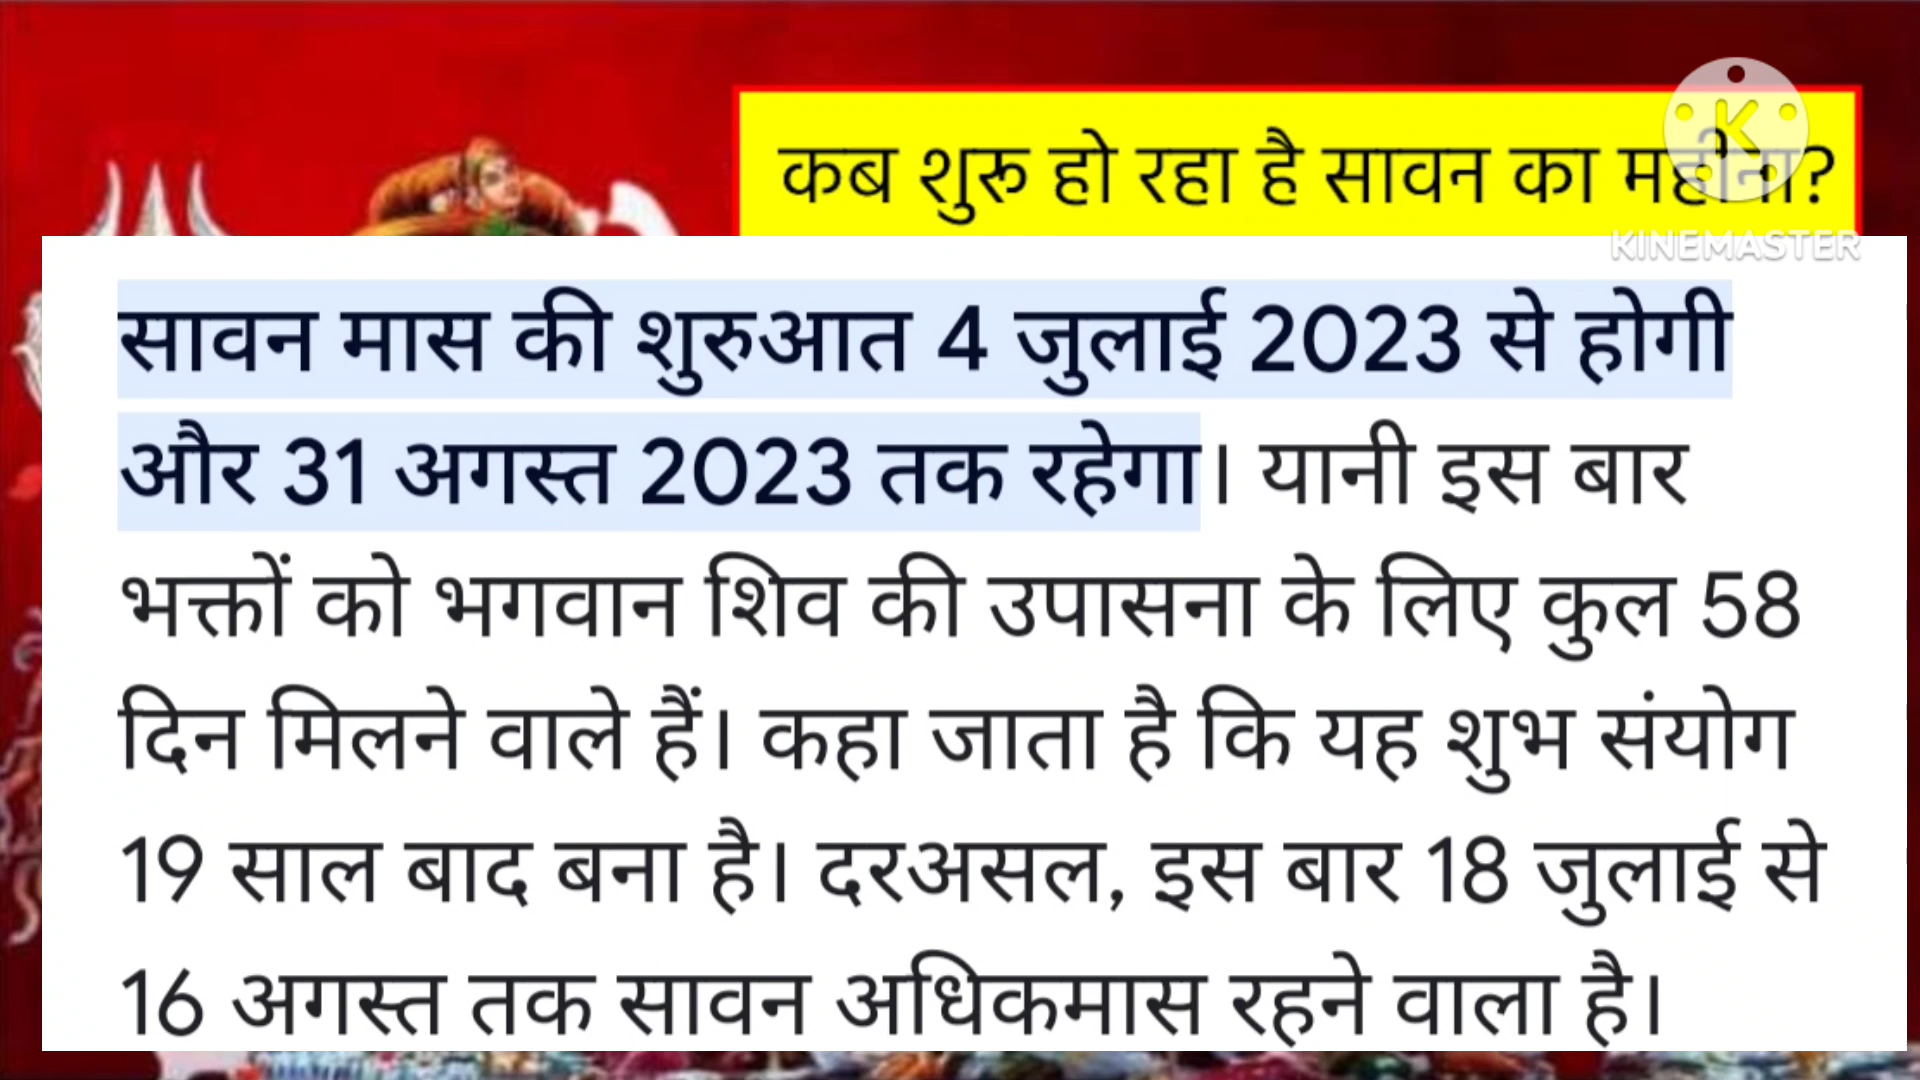 कब शुरू हो रहा है सावन का महीना?
K
KINEMASTER
सावन मास की शुरुआत 4 जुलाई 2023 से होगी
और 31 अगस्त 2023 तक रहेगा। यानी इस बार
भक्तों को भगवान शिव की उपासना के लिए कुल 58
दिन मिलने वाले हैं। कहा जाता है कि यह शुभ संयोग
19 साल बाद बना है। दरअसल, इस बार 18 जुलाई से
16 अगस्त तक सावन अधिकमास रहने वाला है।